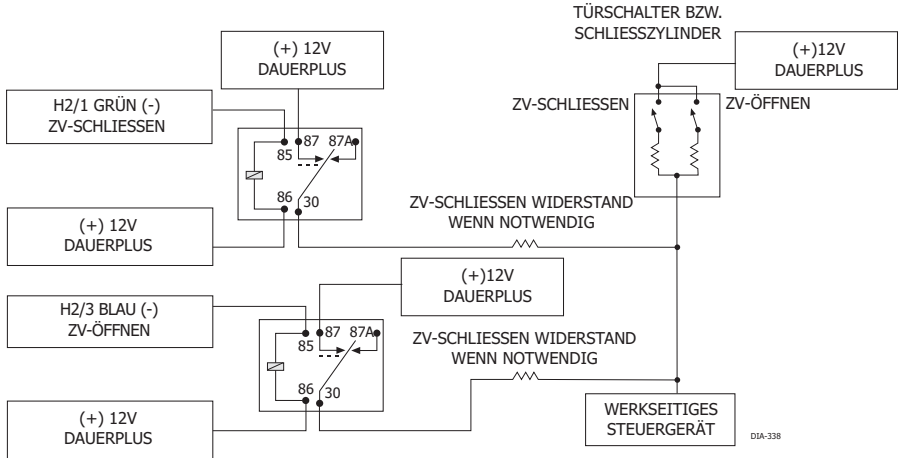 TÜRSCHALTER BZW.
SCHLIESSZYLINDER
(+) 12V
DAUERPLUS
(+)12V
DAUERPLUS
H2/1 GRÜN (-)
ZV-SCHLIESSEN
ZV-SCHLIESSEN
ZV-ÖFFNEN
87
87A
85
86
30
ZV-SCHLIESSEN WIDERSTAND
WENN NOTWENDIG
(+) 12V
DAUERPLUS
(+)12V
DAUERPLUS
H2/3 BLAU (-)
ZV-ÖFFNEN
87
87A
85
86
30
ZV-SCHLIESSEN WIDERSTAND
WENN NOTWENDIG
(+) 12V
DAUERPLUS
WERKSEITIGES
STEUERGERÄT
DIA-338